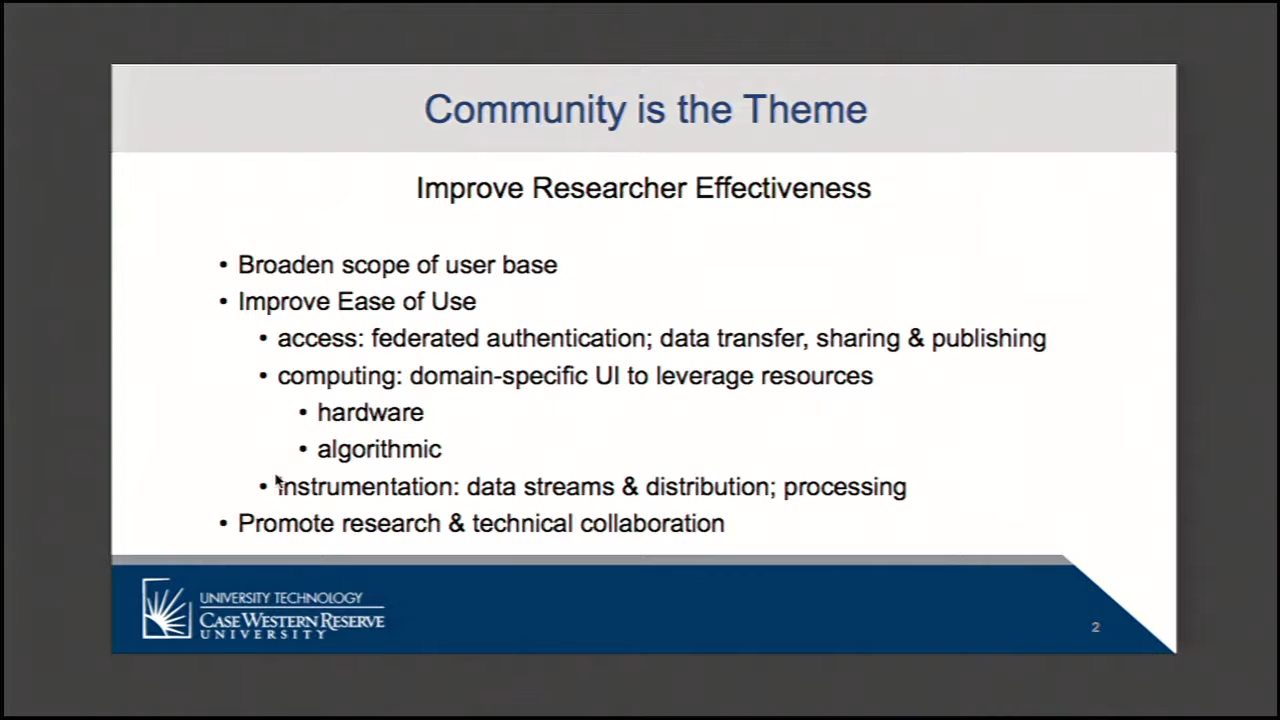 Community is the Theme
Improve Researcher Effectiveness
• Broaden scope of user base
• Improve Ease of Use
• access: federated authentication; data transfer, sharing & publishing
• computing: domain-specific UI to leverage resources
• hardware
• algorithmic
• instrumentation: data streams & distribution; processing
• Promote research & technical collaboration
UNIVERSITY TECHNOLOGY
CASE WESTERN RESERVE
UNIVERSITY
2